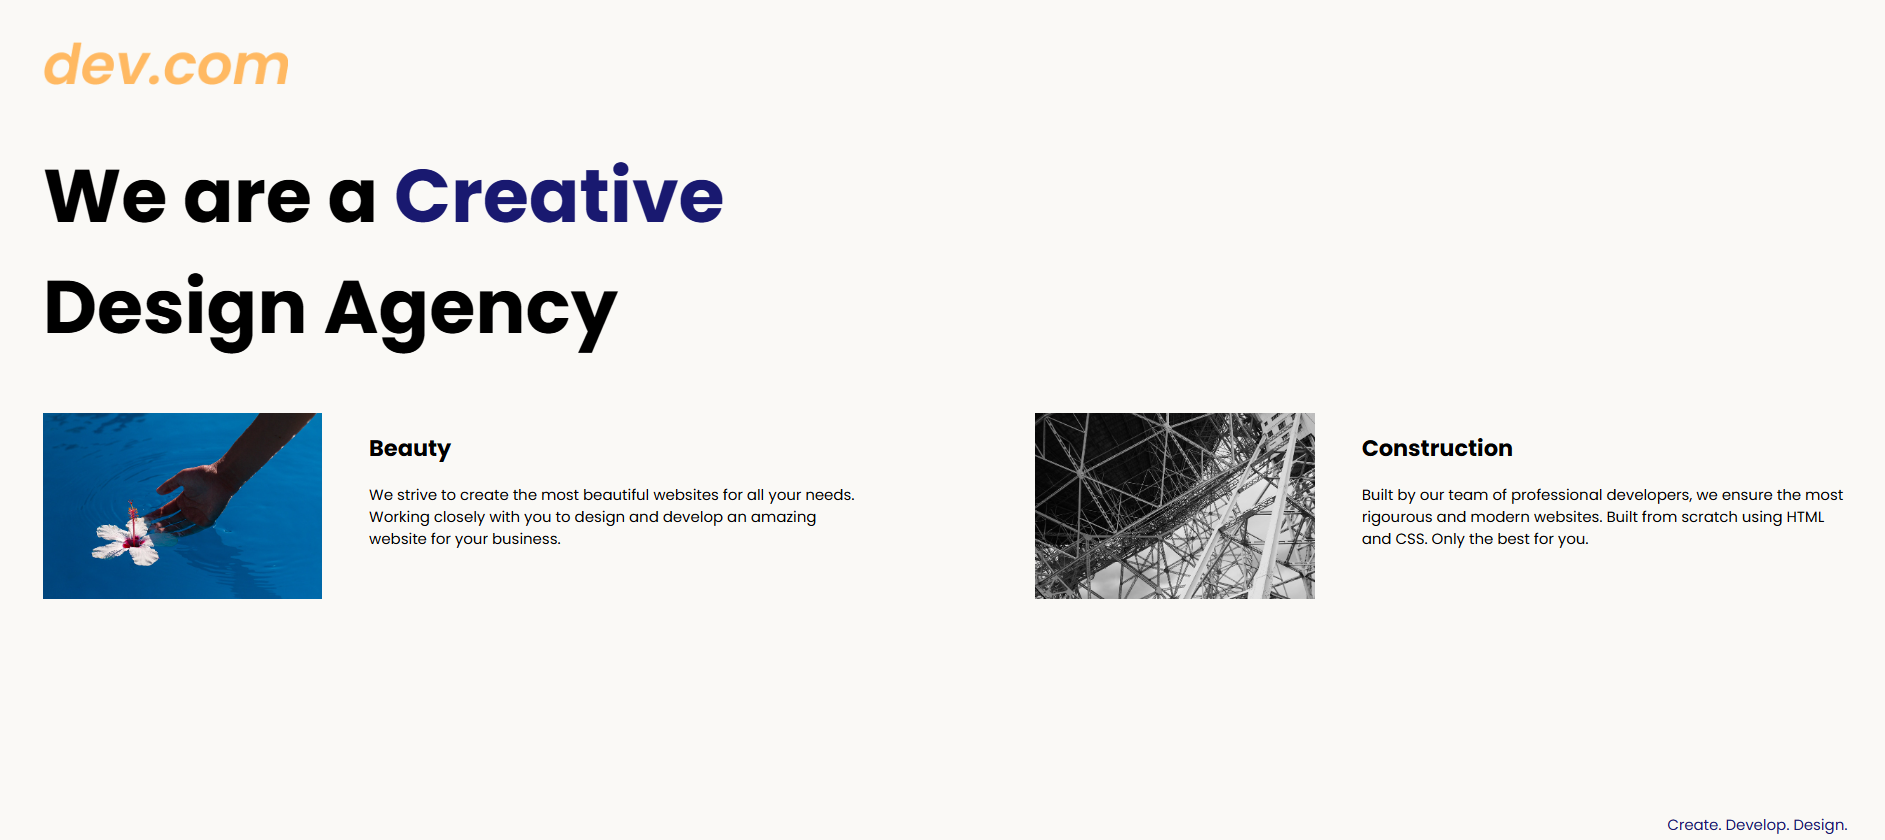 dev.com
We are a Creative
Design Agency
Beauty
We strive to create the most beautiful websites for all your needs.
Working closely with you to design and develop an amazing
website for your business.
Construction
Built by our team of professional developers, we ensure the most
rigourous and modern websites. Built from scratch using HTML
and CSS. Only the best for you.
Create. Develop. Design.